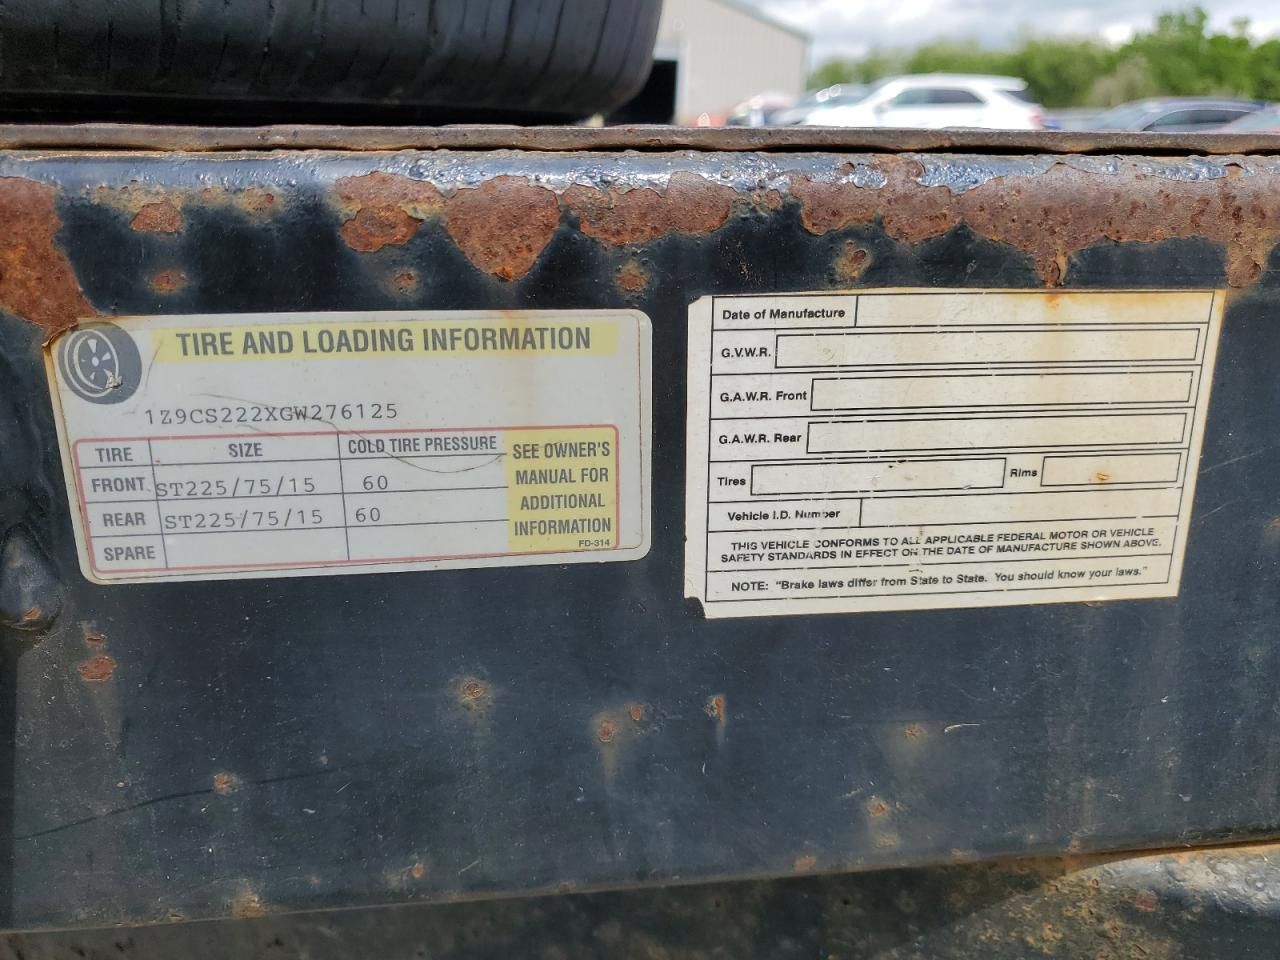 TIRE AND LOADING INFORMATION
1Z9CS222XGW276125
TIRE SIZE COLD TIRE PRESSURE
FRONT ST225/75/15 60
REAR ST225/75/15 60
SPARE
SEE OWNER'S
MANUAL FOR
ADDITIONAL
INFORMATION
FD-314
Date of Manufacture
G.V.W.R.
G.A.W.R. Front
G.A.W.R. Rear
Tires Rims
Vehicle I.D. Number
THIS VEHICLE CONFORMS TO ALL APPLICABLE FEDERAL MOTOR OR VEHICLE
SAFETY STANDARDS IN EFFECT ON THE DATE OF MANUFACTURE SHOWN ABOVE.
NOTE: "Brake laws differ from State to State. You should know your laws."